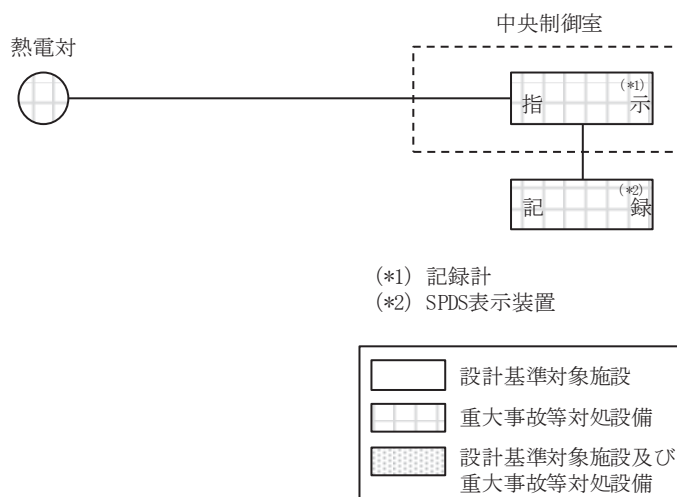 中央制御室
熱電対
(*1)
指 示
(*2)
記 録
(*1) 記録計
(*2) SPDS表示装置
設計基準対象施設
重大事故等対処設備
設計基準対象施設及び
重大事故等対処設備